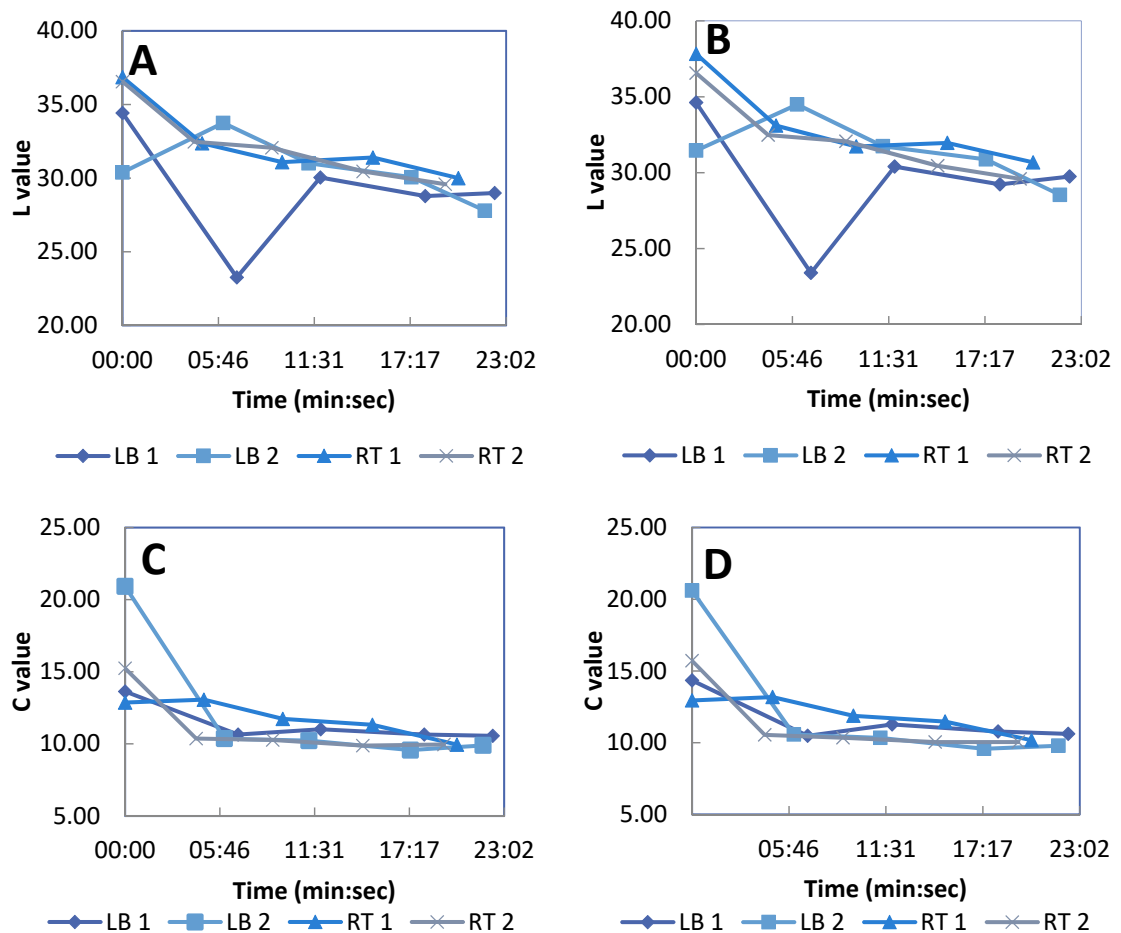 A
40.00
35.00
30.00
25.00
20.00
L value
00:00 05:46 11:31 17:17 23:02
Time (min:sec)
LB 1 LB 2 RT 1 RT 2
B
40.00
35.00
30.00
25.00
20.00
L value
00:00 05:46 11:31 17:17 23:02
Time (min:sec)
LB 1 LB 2 RT 1 RT 2
C
25.00
20.00
15.00
10.00
5.00
C value
00:00 05:46 11:31 17:17 23:02
Time (min:sec)
LB 1 LB 2 RT 1 RT 2
D
25.00
20.00
15.00
10.00
5.00
C value
05:46 11:31 17:17 23:02
Time (min:sec)
LB 1 LB 2 RT 1 RT 2